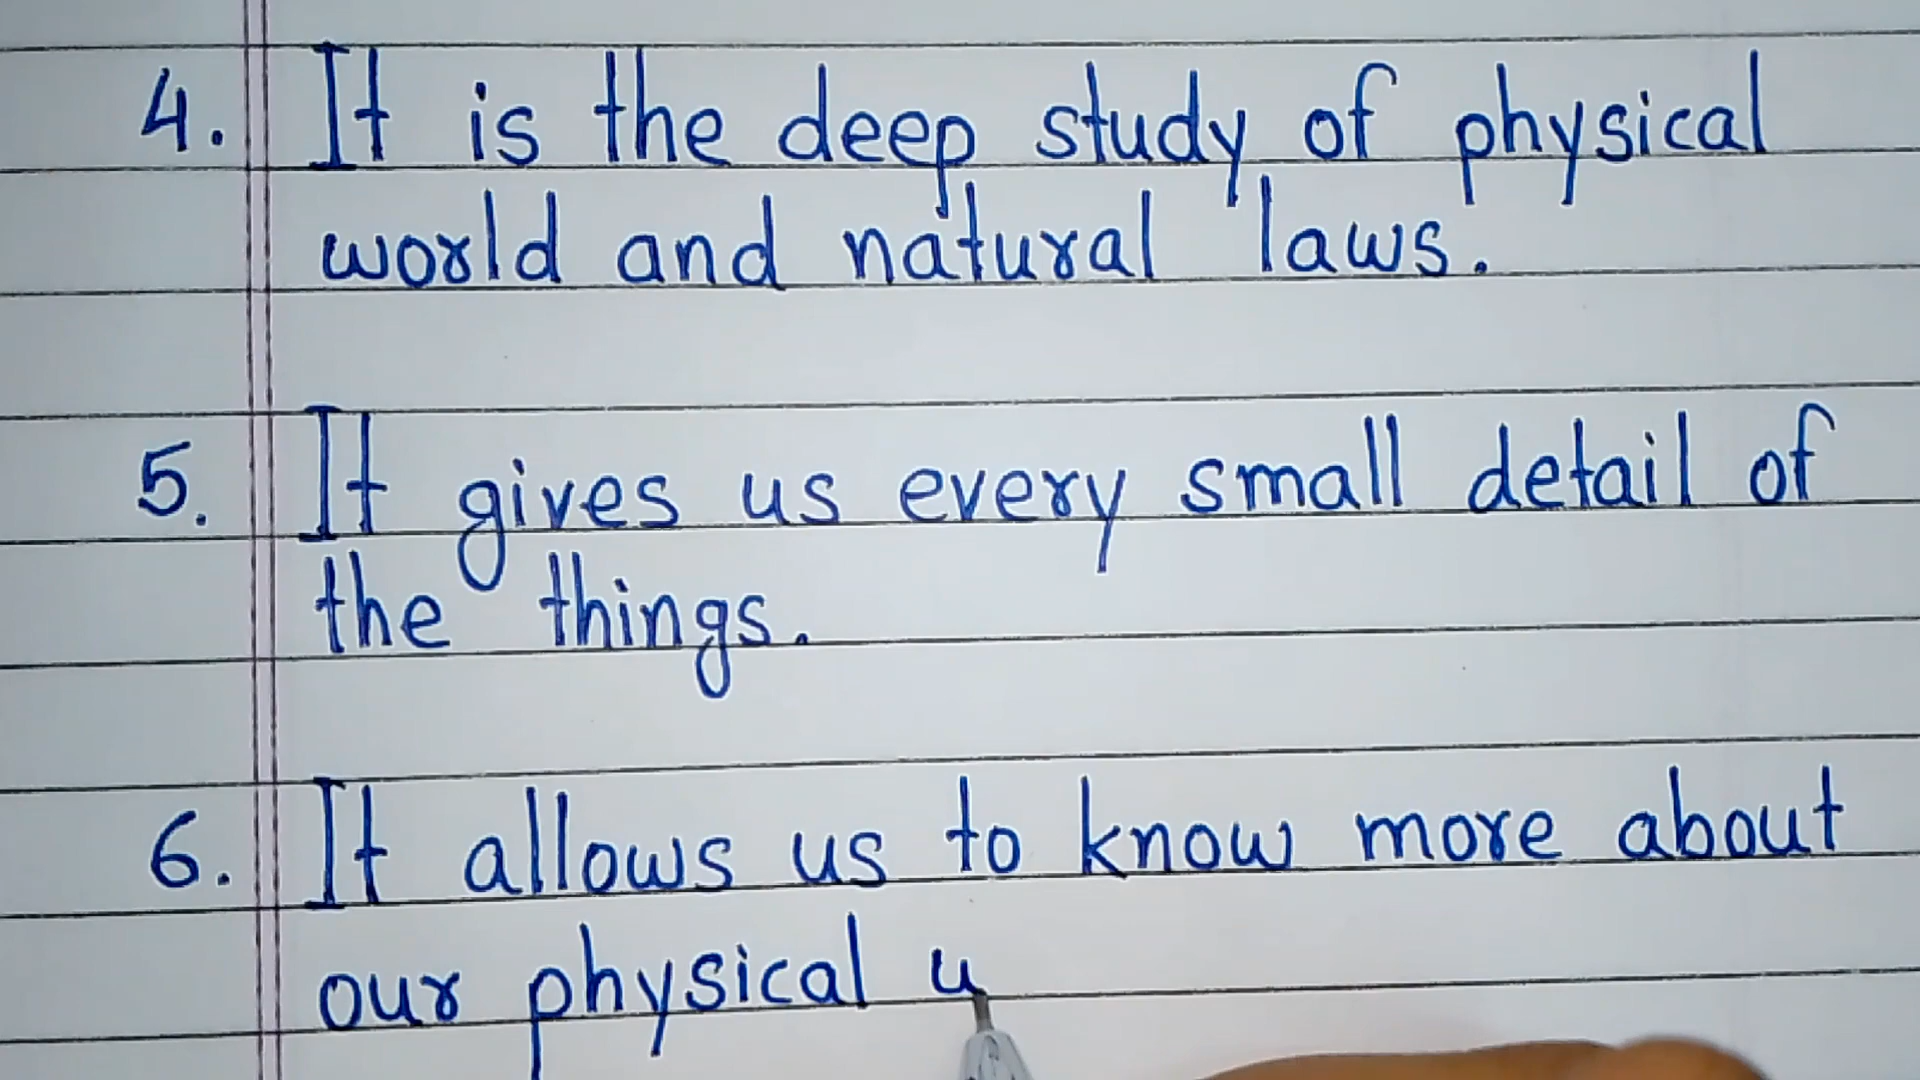 4. It is the deep study of physical
world and natural laws.
5. It gives us every small detail of
the things.
6. It allows us to know more about
our physical